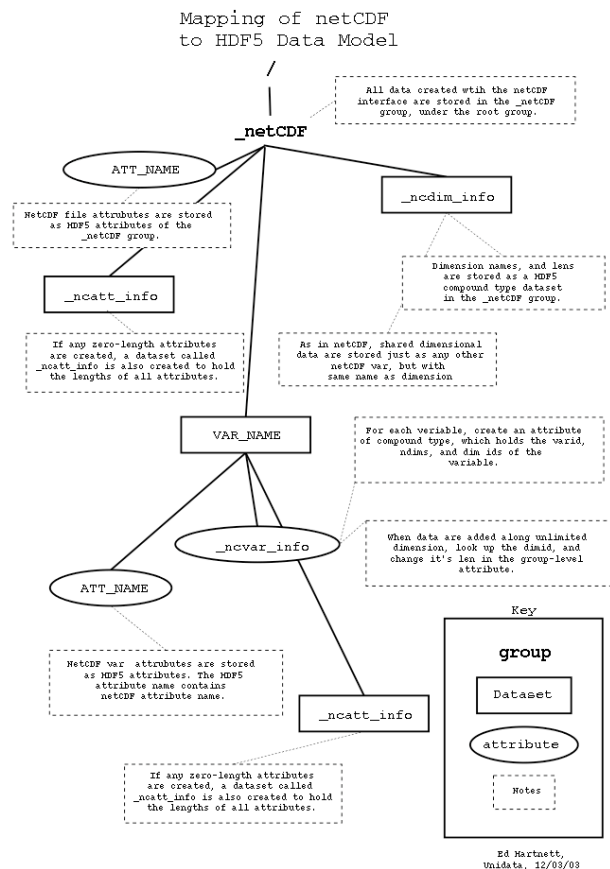 Mapping of netCDF
to HDF5 Data Model
/
All data created wtih the netCDF
interface are stored in the _netCDF
group, under the root group.
_netCDF
ATT_NAME
_ncdim_info
NetCDF file attrubutes are stored
as HDF5 attributes of the
_netCDF group.
Dimension names, and lens
are stored as a HDF5
compound type dataset
in the _netCDF group.
_ncatt_info
If any zero-length attributes
are created, a dataset called
_ncatt_info is also created to hold
the lengths of all attributes.
As in netCDF, shared dimensional
data are stored just as any other
netCDF var, but with
same name as dimension
VAR_NAME
For each veriable, create an attribute
of compound type, which holds the varid,
ndims, and dim ids of the
variable.
_ncvar_info
When data are added along unlimited
dimension, look up the dimid, and
change it's len in the group-level
attribute.
ATT_NAME
NetCDF var attrubutes are stored
as HDF5 attributes. The HDF5
attribute name contains
netCDF attribute name.
_ncatt_info
If any zero-length attributes
are created, a dataset called
_ncatt_info is also created to hold
the lengths of all attributes.
Key
group
Dataset
attribute
Notes
Ed Hartnett,
Unidata, 12/03/03